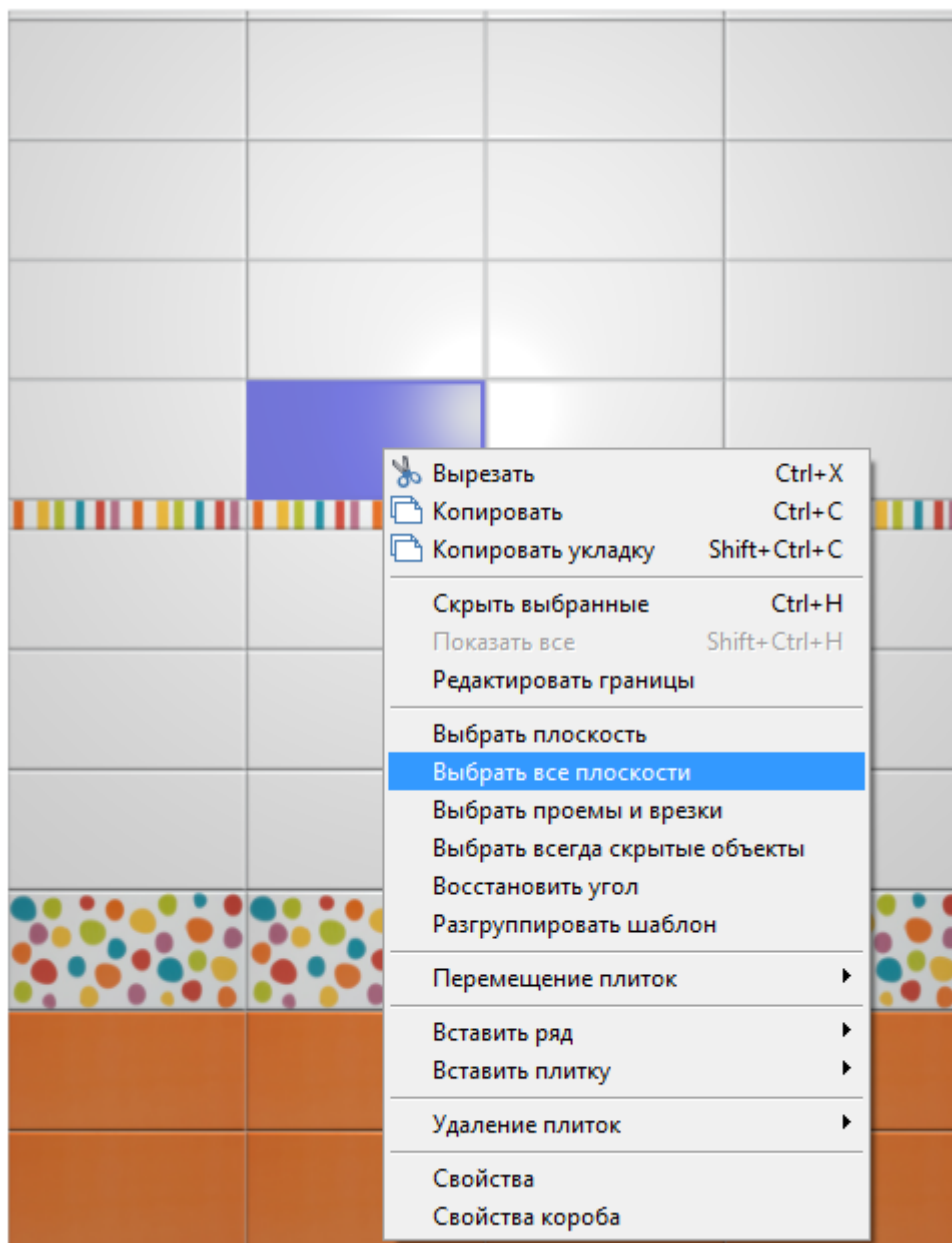 Вырезать Ctrl+X
Копировать Ctrl+C
Копировать укладку Shift+Ctrl+C
Скрыть выбранные Ctrl+H
Показать все Shift+Ctrl+H
Редактировать границы
Выбрать плоскость
Выбрать все плоскости
Выбрать проемы и врезки
Выбрать всегда скрытые объекты
Восстановить угол
Разгруппировать шаблон
Перемещение плиток
Вставить ряд
Вставить плитку
Удаление плиток
Свойства
Свойства короба